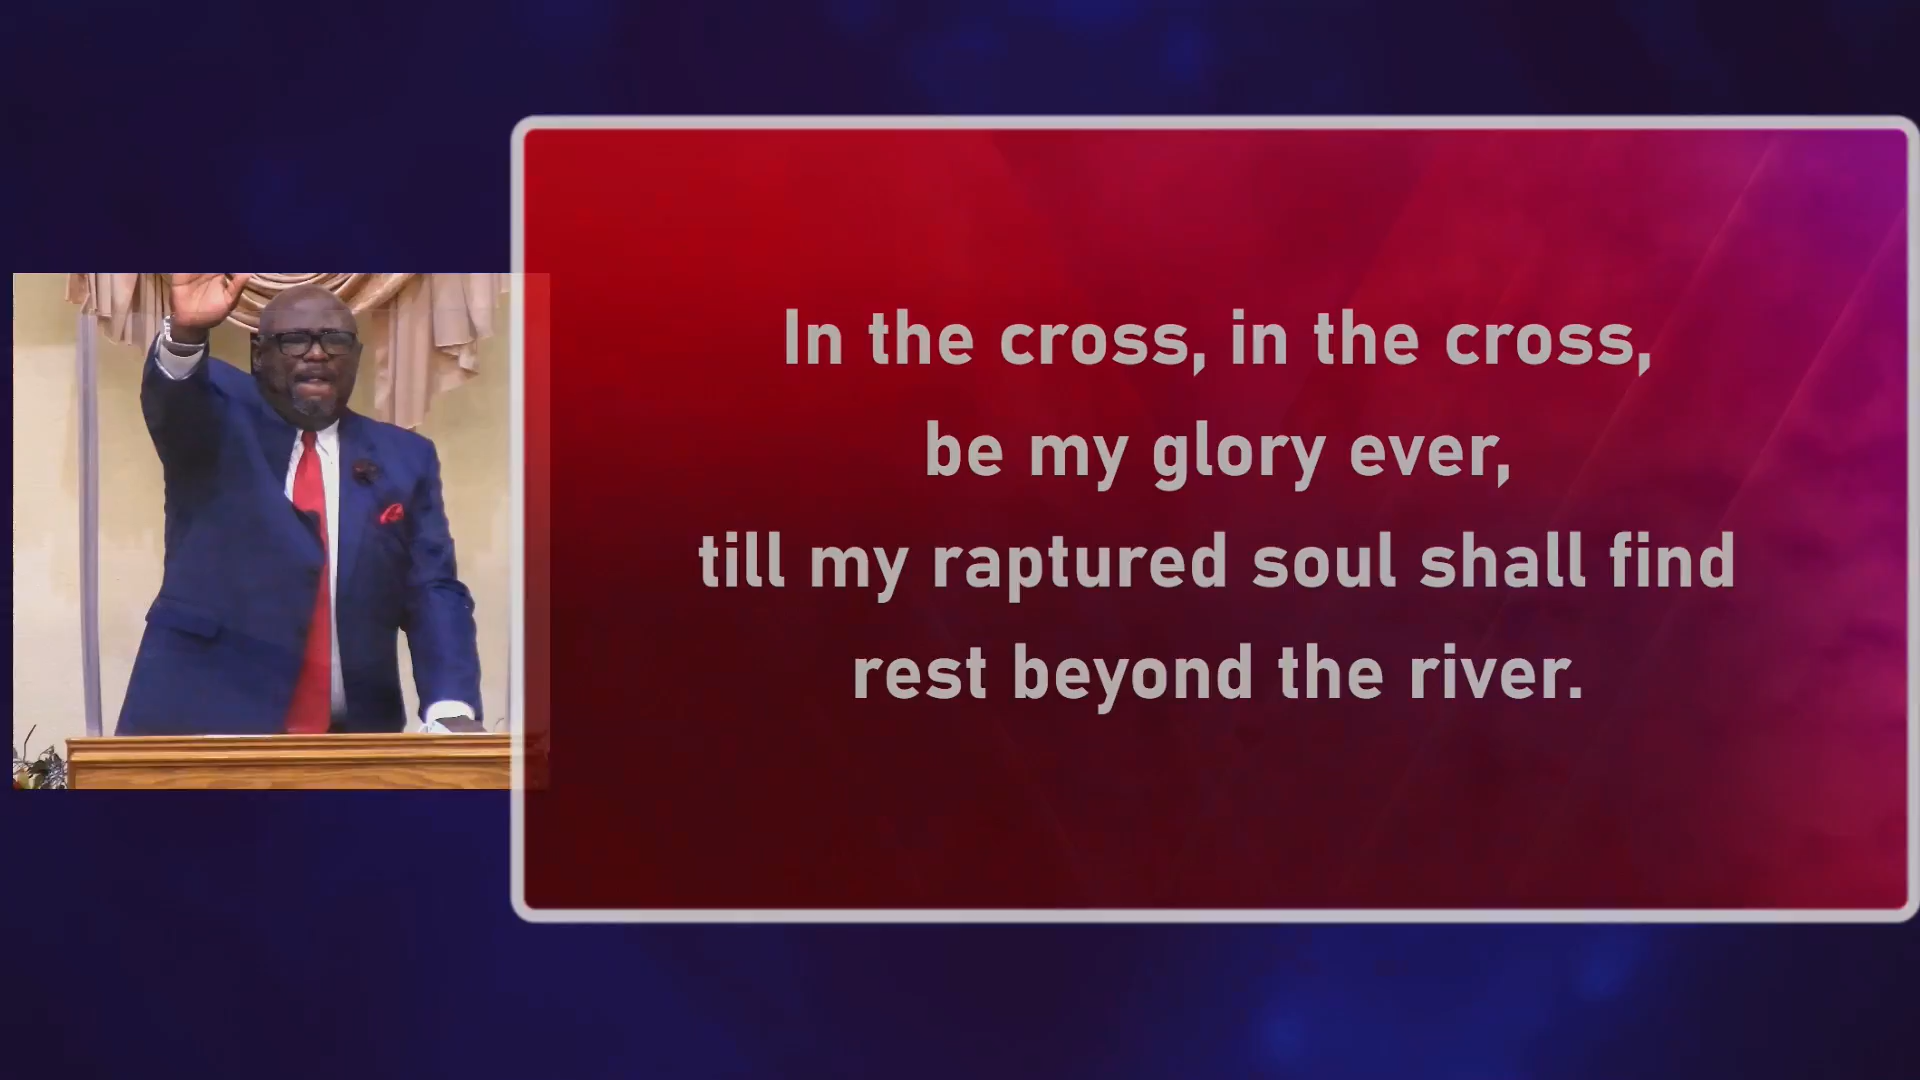 In the cross, in the cross,
be my glory ever,
till my raptured soul shall find
rest beyond the river.